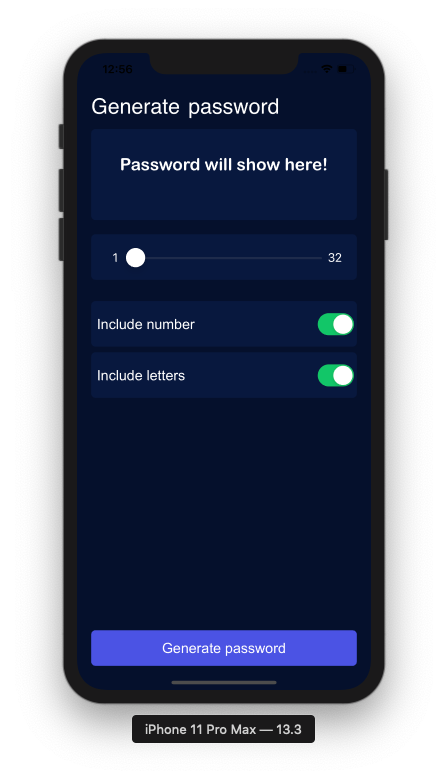 12:56
Generate password
Password will show here!
1 32
Include number
Include letters
Generate password
iPhone 11 Pro Max — 13.3